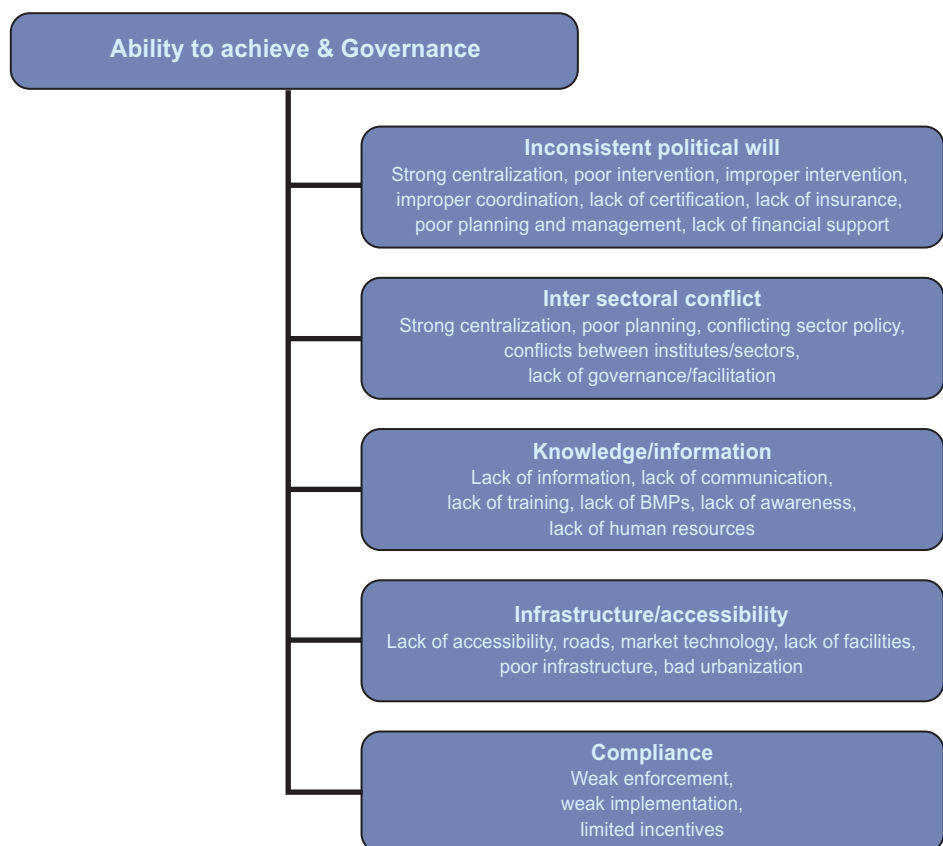 Ability to achieve & Governance
Inconsistent political will
Strong centralization, poor intervention, improper intervention,
improper coordination, lack of certification, lack of insurance,
poor planning and management, lack of financial support
Inter sectoral conflict
Strong centralization, poor planning, conflicting sector policy,
conflicts between institutes/sectors,
lack of governance/facilitation
Knowledge/information
Lack of information, lack of communication,
lack of training, lack of BMPs, lack of awareness,
lack of human resources
Infrastructure/accessibility
Lack of accessibility, roads, market technology, lack of facilities,
poor infrastructure, bad urbanization
Compliance
Weak enforcement,
weak implementation,
limited incentives